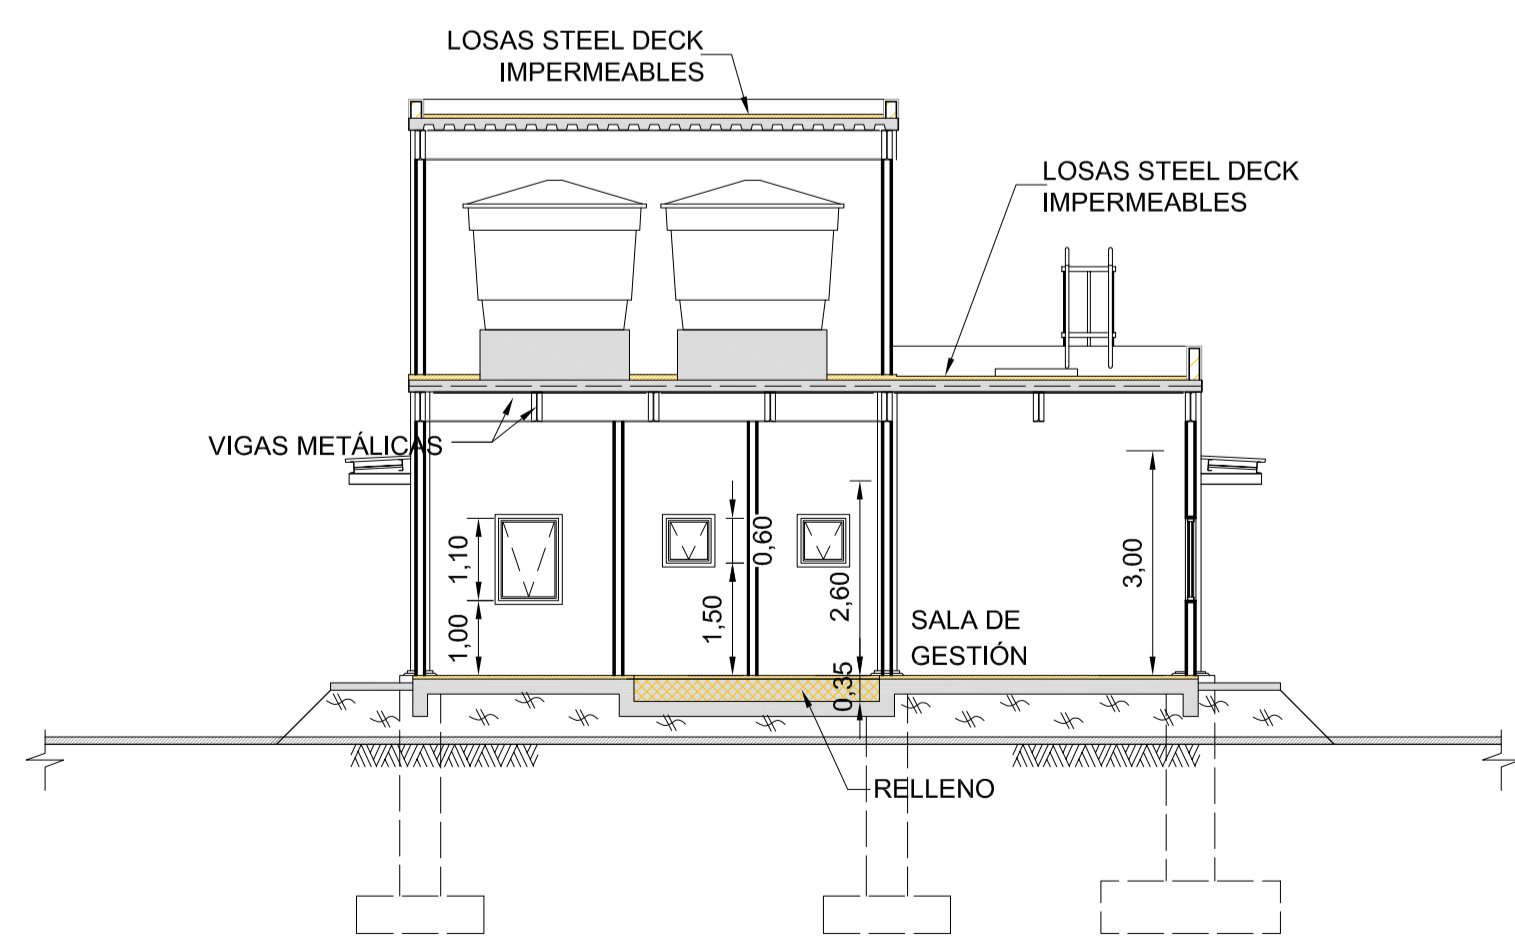 LOSAS STEEL DECK
IMPERMEABLES
LOSAS STEEL DECK
IMPERMEABLES
VIGAS METÁLICAS
1,10
1,00
0,60
1,50
2,60
0,35
3,00
SALA DE
GESTIÓN
RELLENO